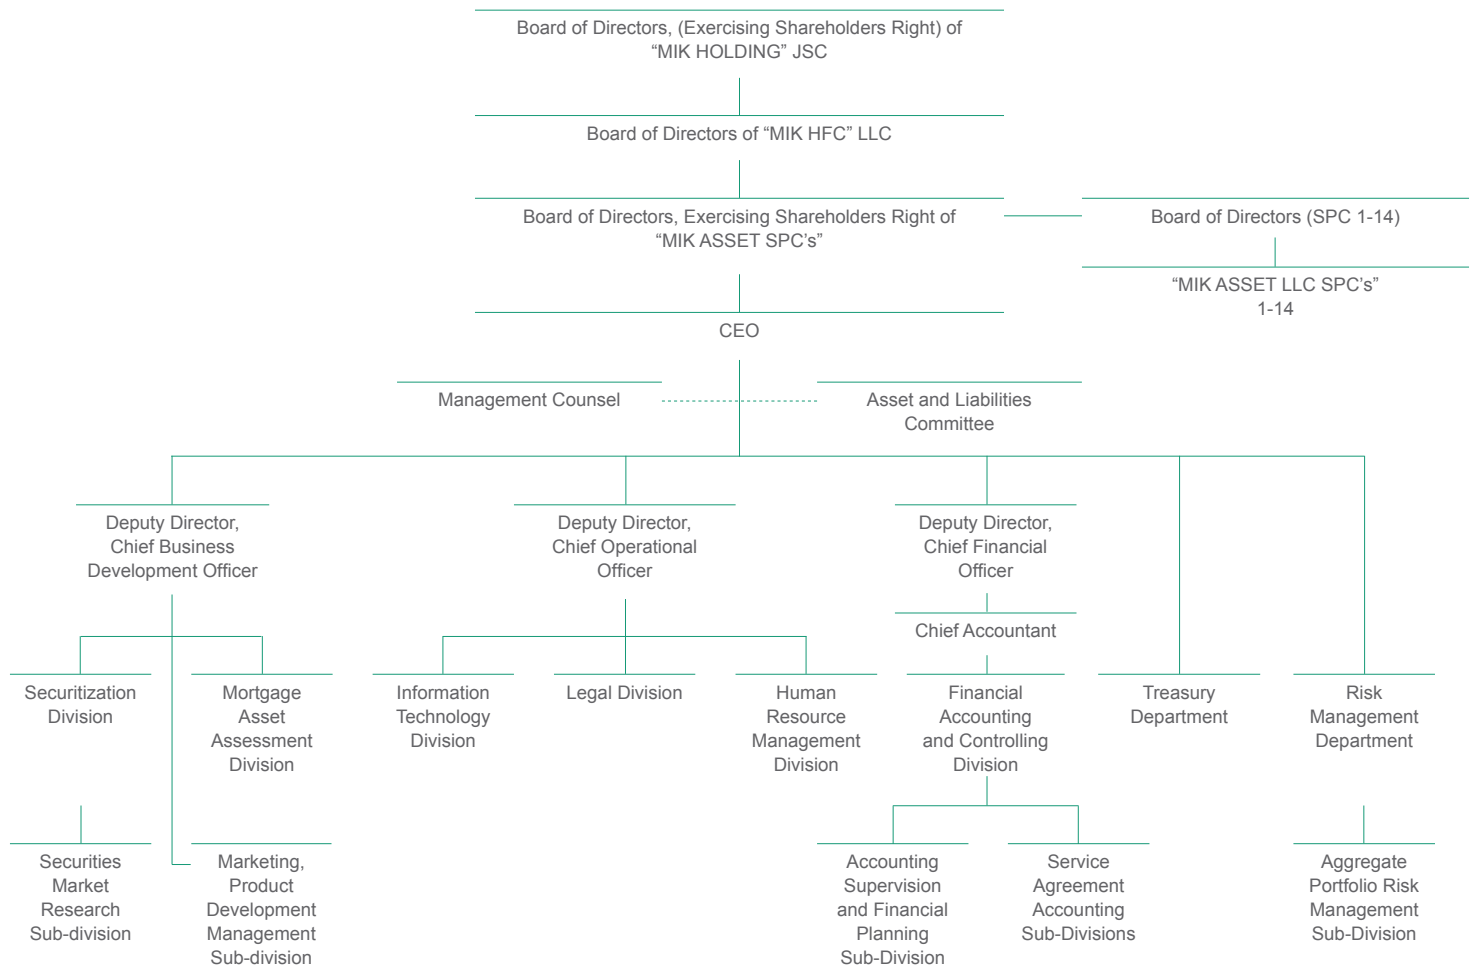 Board of Directors, (Exercising Shareholders Right) of
“MIK HOLDING” JSC
Board of Directors of “MIK HFC” LLC
Board of Directors, Exercising Shareholders Right of
“MIK ASSET SPC's”
Board of Directors (SPC 1-14)
“MIK ASSET LLC SPC's”
1-14
CEO
Management Counsel
Asset and Liabilities
Committee
Deputy Director,
Chief Business
Development Officer
Deputy Director,
Chief Operational
Officer
Deputy Director,
Chief Financial
Officer
Chief Accountant
Securitization
Division
Mortgage
Asset
Assessment
Division
Information
Technology
Division
Legal Division
Human
Resource
Management
Division
Financial
Accounting
and Controlling
Division
Treasury
Department
Risk
Management
Department
Securities
Market
Research
Sub-division
Marketing,
Product
Development
Management
Sub-division
Accounting
Supervision
and Financial
Planning
Sub-Division
Service
Agreement
Accounting
Sub-Divisions
Aggregate
Portfolio Risk
Management
Sub-Division